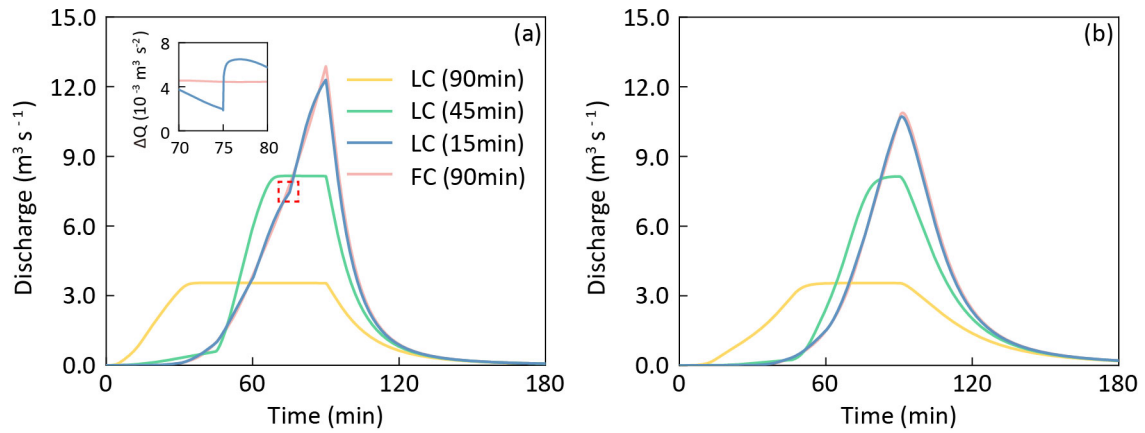 15.0
12.0
9.0
6.0
3.0
0.0
Discharge (m³ s⁻¹)
0
60
120
180
Time (min)
(a)
8
4
0
ΔQ (10⁻³ m³ s⁻²)
70
75
80
LC (90min)
LC (45min)
LC (15min)
FC (90min)
15.0
12.0
9.0
6.0
3.0
0.0
Discharge (m³ s⁻¹)
0
60
120
180
Time (min)
(b)